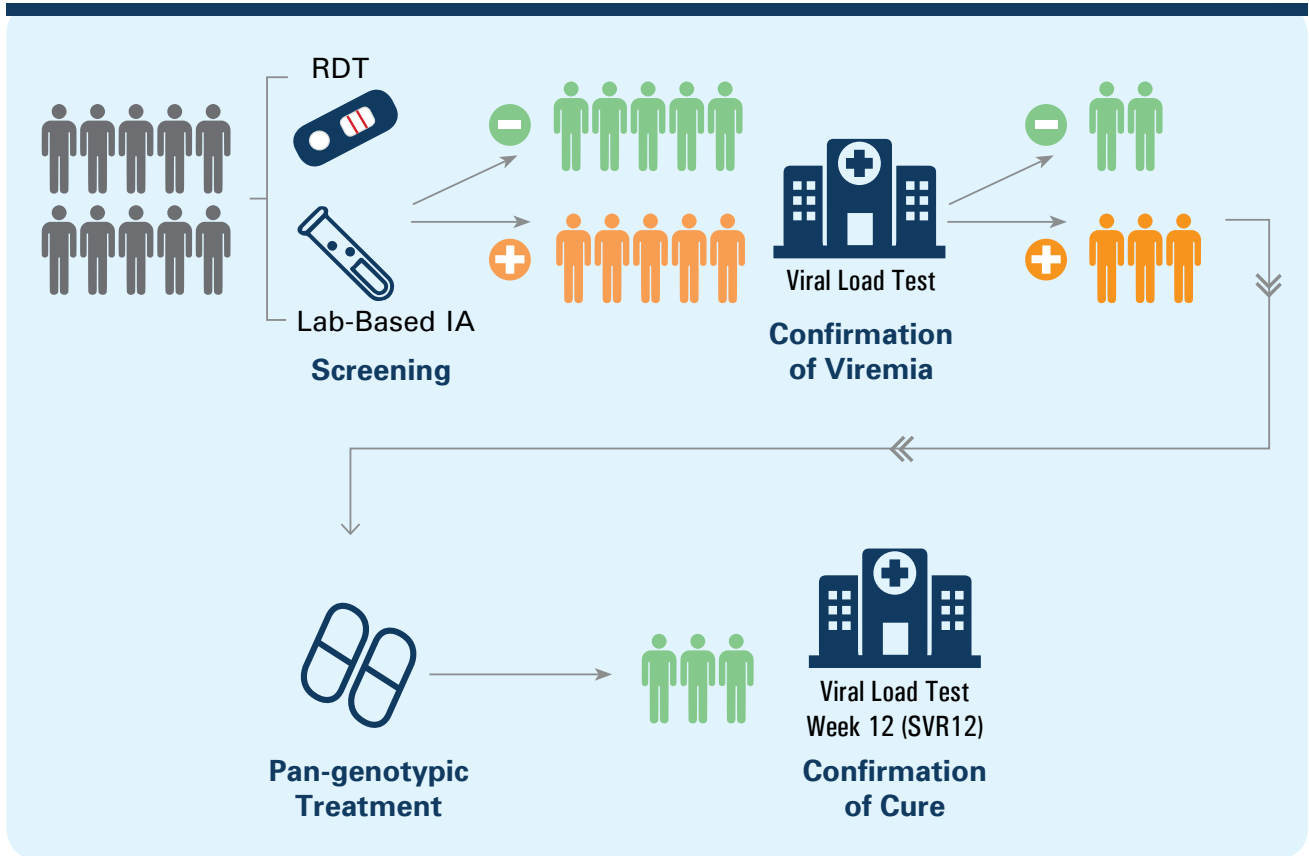 RDT
Lab-Based IA
Screening
Viral Load Test
Confirmation
of Viremia
Pan-genotypic
Treatment
Viral Load Test
Week 12 (SVR12)
Confirmation
of Cure